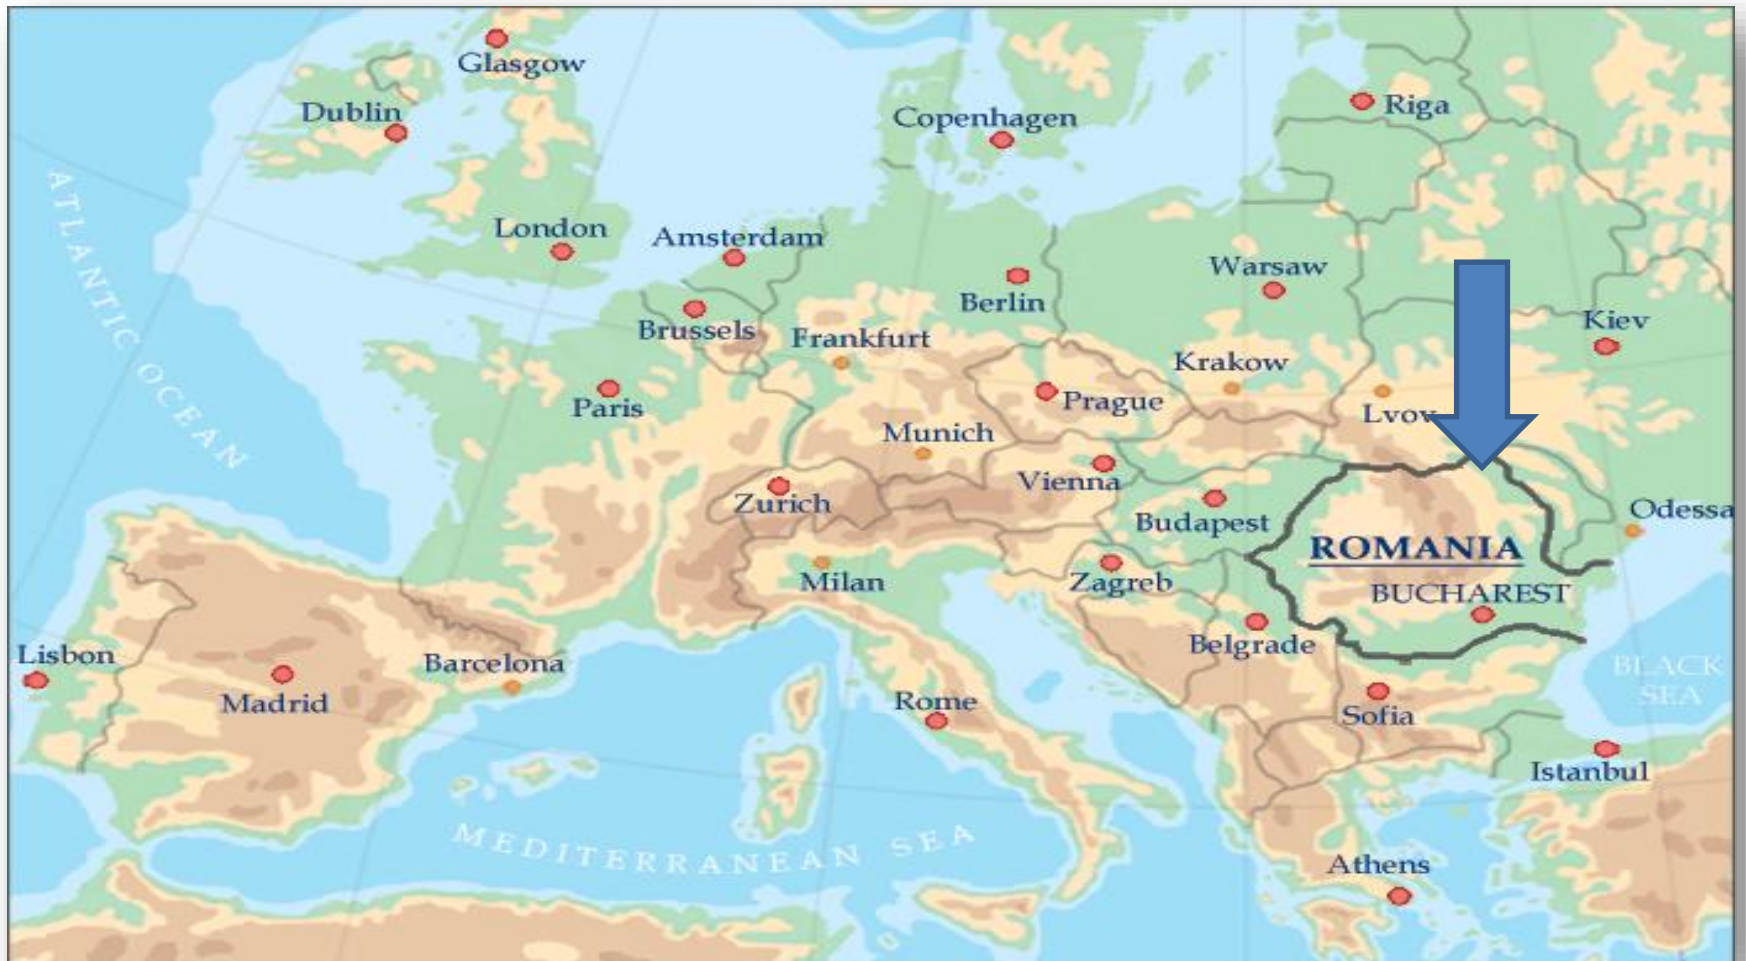 Glasgow
Dublin
Copenhagen
Riga
ATLANTIC OCEAN
London
Amsterdam
Warsaw
Berlin
Brussels
Frankfurt
Kiev
Krakow
Paris
Prague
Lvov
Munich
Vienna
Zurich
Budapest
Odessa
ROMANIA
Milan
Zagreb
BUCHAREST
Belgrade
Lisbon
Barcelona
Madrid
Rome
BLACK
SEA
Sofia
Istanbul
MEDITERRANEAN SEA
Athens